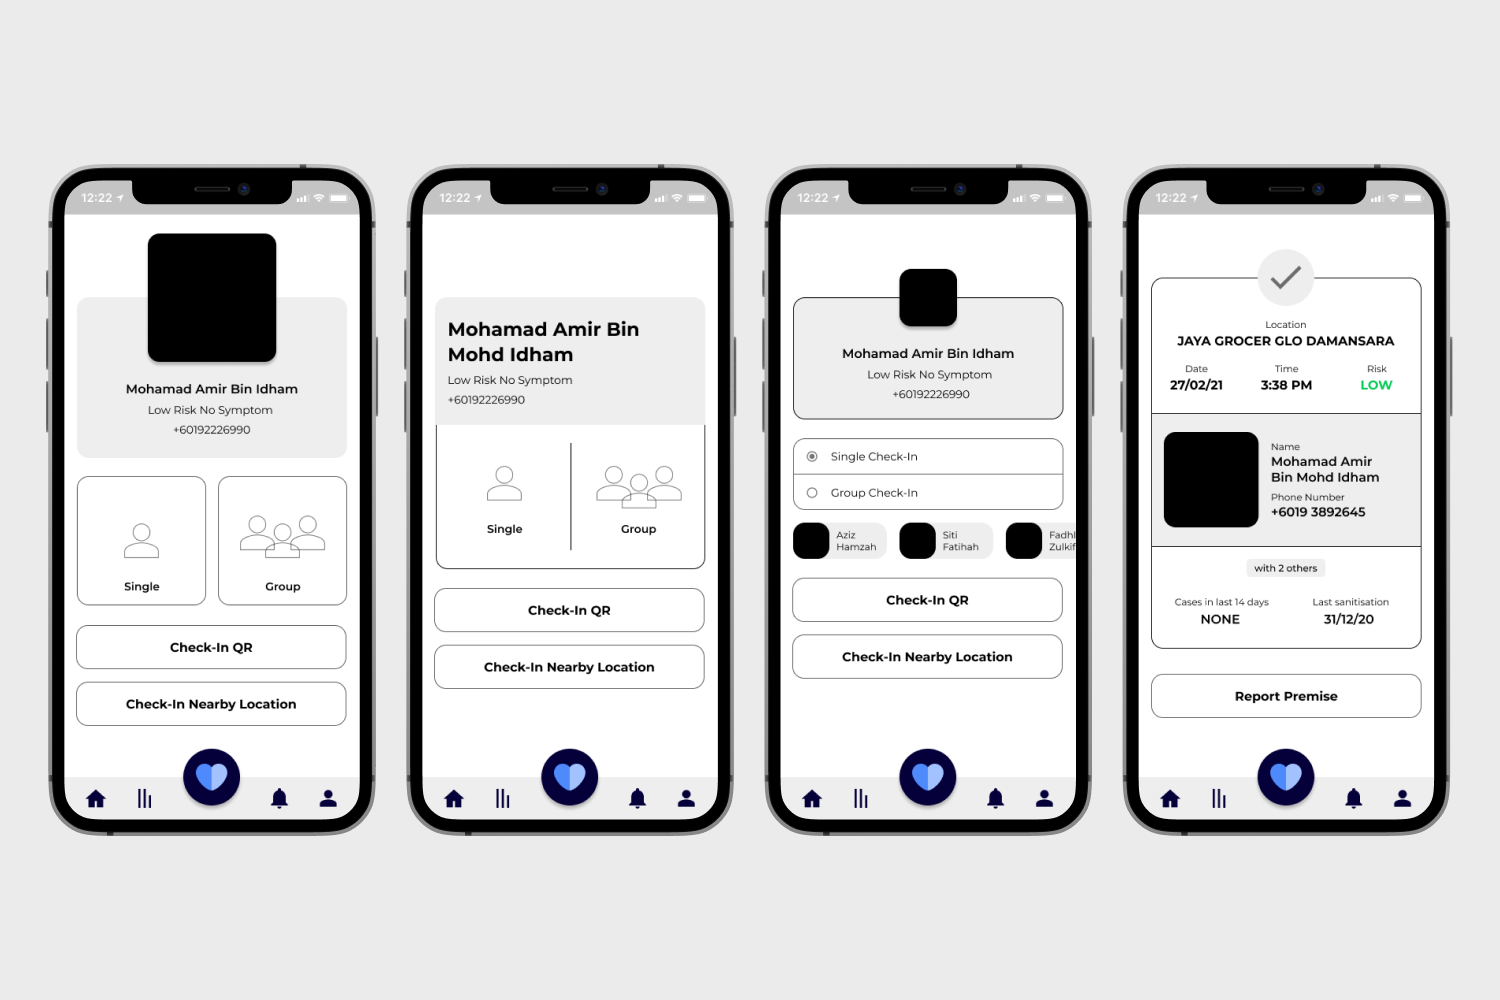 12:22
Mohamad Amir Bin Idham
Low Risk No Symptom
+60192226990
Single
Group
Check-In QR
Check-In Nearby Location
12:22
Mohamad Amir Bin
Mohd Idham
Low Risk No Symptom
+60192226990
Single
Group
Check-In QR
Check-In Nearby Location
12:22
Mohamad Amir Bin Idham
Low Risk No Symptom
+60192226990
Single Check-In
Group Check-In
Aziz
Hamzah
Siti
Fatihah
Fadhl
Zulkif
Check-In QR
Check-In Nearby Location
12:22
Location
JAYA GROCER GLO DAMANSARA
Date
27/02/21
Time
3:38 PM
Risk
LOW
Name
Mohamad Amir
Bin Mohd Idham
Phone Number
+6019 3892645
with 2 others
Cases in last 14 days
NONE
Last sanitisation
31/12/20
Report Premise